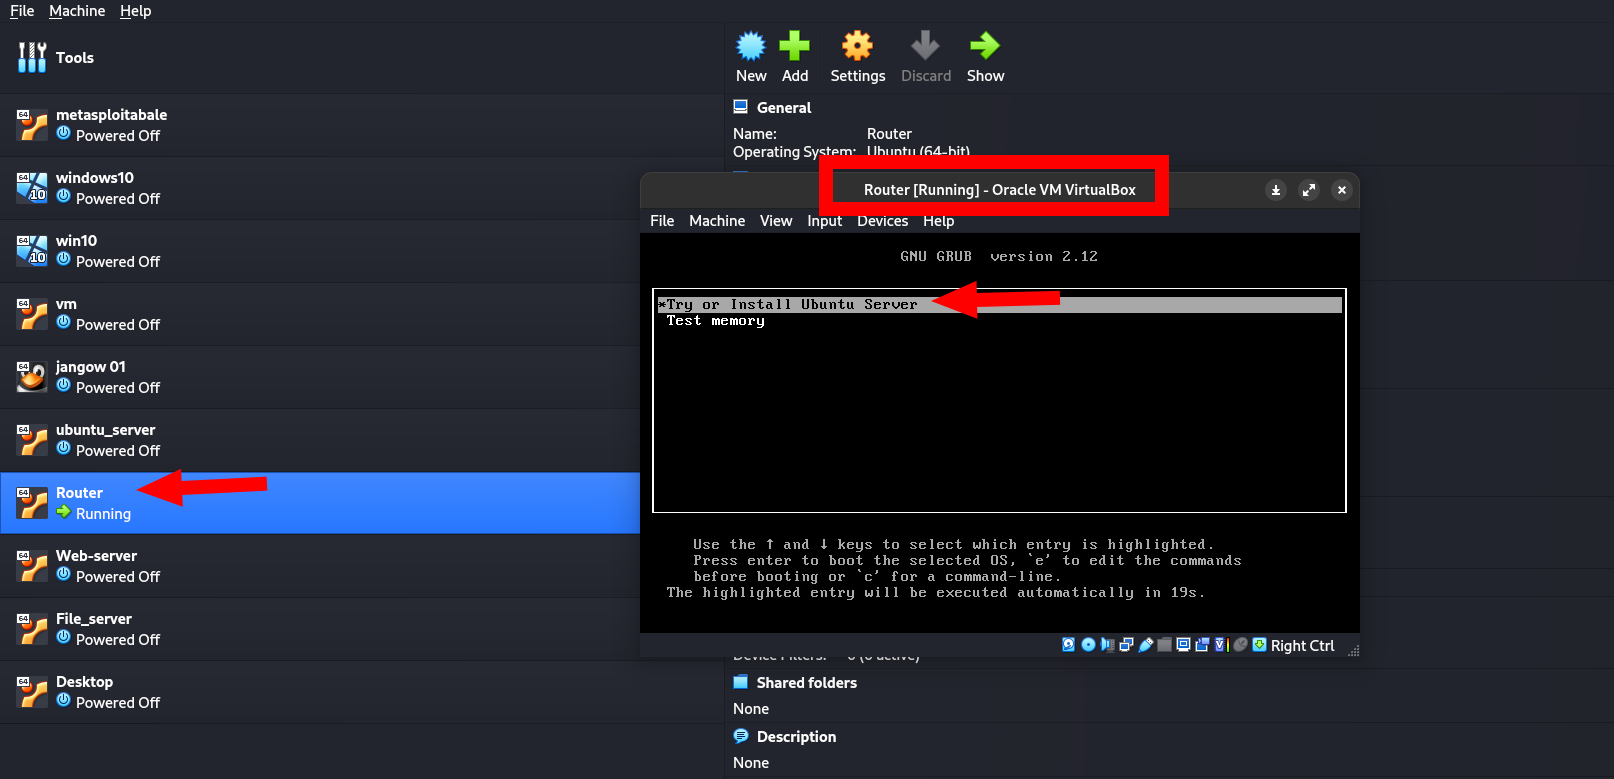 File Machine Help
Tools
New Add Settings Discard Show
metasploitabale
Powered Off
windows10
Powered Off
win10
Powered Off
vm
Powered Off
jangow 01
Powered Off
ubuntu_server
Powered Off
Router
Running
Web-server
Powered Off
File_server
Powered Off
Desktop
Powered Off
General
Name: Router
Operating System: Ubuntu (64-bit)
Router [Running] - Oracle VM VirtualBox
File Machine View Input Devices Help
GNU GRUB version 2.12
*Try or Install Ubuntu Server
Test memory
Use the ↑ and ↓ keys to select which entry is highlighted.
Press enter to boot the selected OS, `e' to edit the commands
before booting or `c' for a command-line.
The highlighted entry will be executed automatically in 19s.
Right Ctrl
Device Filters: 0 (0 active)
Shared folders
None
Description
None